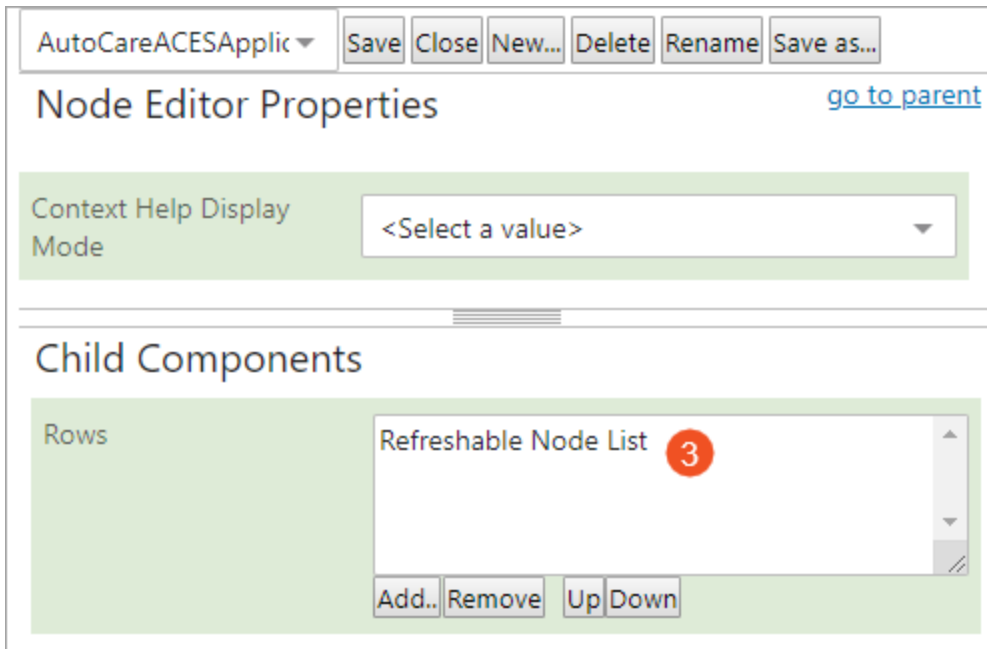 AutoCareACESApplic Save Close New... Delete Rename Save as...
Node Editor Properties go to parent
Context Help Display
Mode
<Select a value>
Child Components
Rows
Refreshable Node List 3
Add.. Remove Up Down